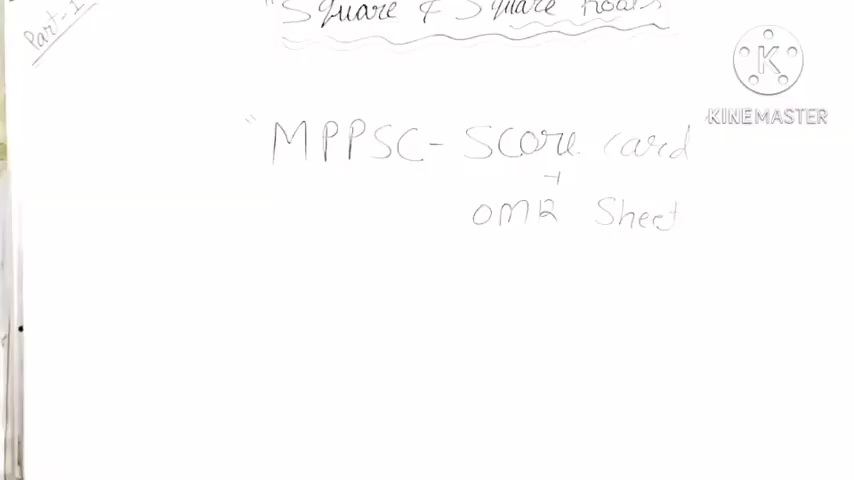 Part-1
"Square & Square Roots
K
KINEMASTER
"MPPSC- Score card
+
OMR Sheet